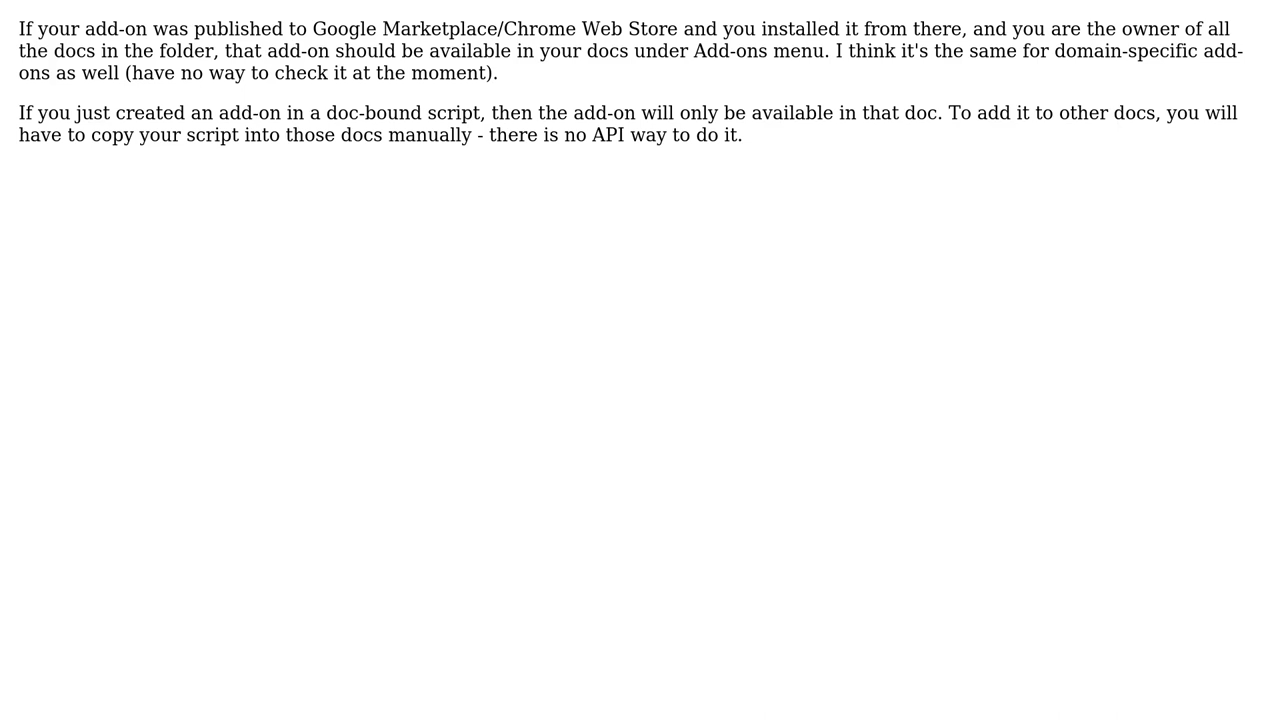 If your add-on was published to Google Marketplace/Chrome Web Store and you installed it from there, and you are the owner of all
the docs in the folder, that add-on should be available in your docs under Add-ons menu. I think it's the same for domain-specific add-
ons as well (have no way to check it at the moment).
If you just created an add-on in a doc-bound script, then the add-on will only be available in that doc. To add it to other docs, you will
have to copy your script into those docs manually - there is no API way to do it.